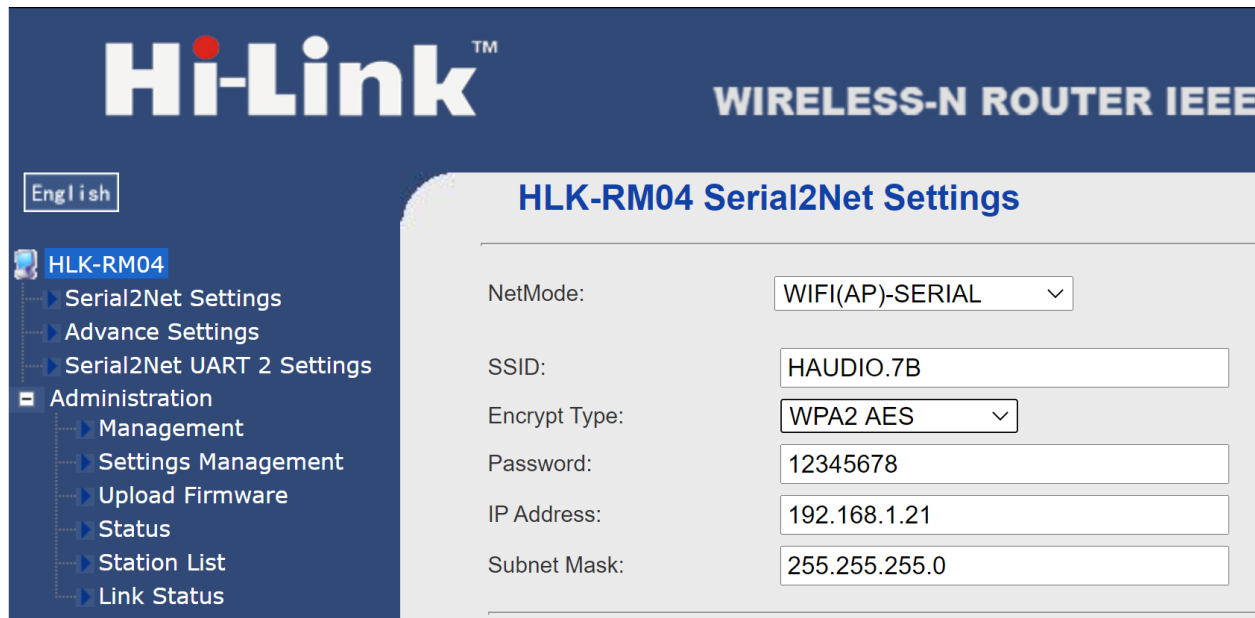 Hi-Link™
WIRELESS-N ROUTER IEEE
English
HLK-RM04
Serial2Net Settings
Advance Settings
Serial2Net UART 2 Settings
Administration
Management
Settings Management
Upload Firmware
Status
Station List
Link Status
HLK-RM04 Serial2Net Settings
NetMode: WIFI(AP)-SERIAL
SSID: HAUDIO.7B
Encrypt Type: WPA2 AES
Password: 12345678
IP Address: 192.168.1.21
Subnet Mask: 255.255.255.0